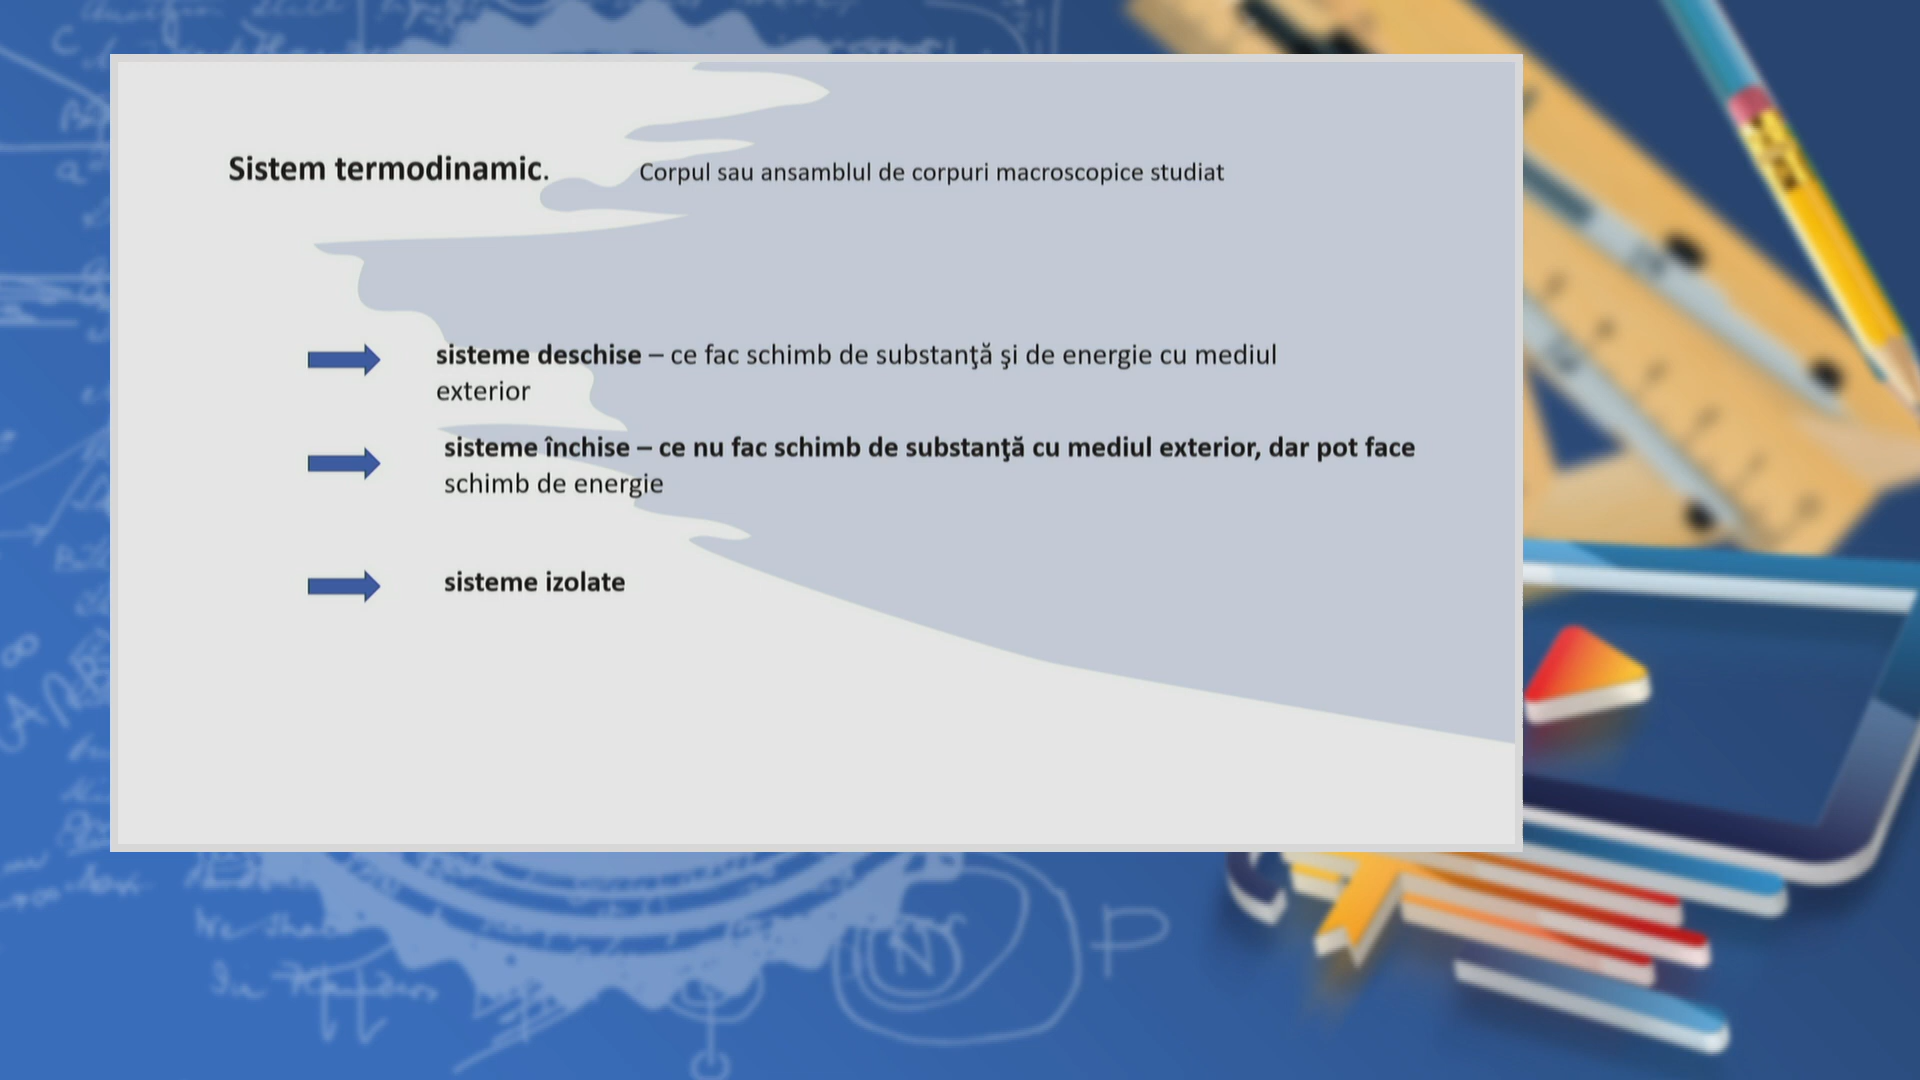 Sistem termodinamic. Corpul sau ansamblul de corpuri macroscopice studiat
sisteme deschise – ce fac schimb de substanţă şi de energie cu mediul
exterior
sisteme închise – ce nu fac schimb de substanţă cu mediul exterior, dar pot face
schimb de energie
sisteme izolate
We shall
N
P